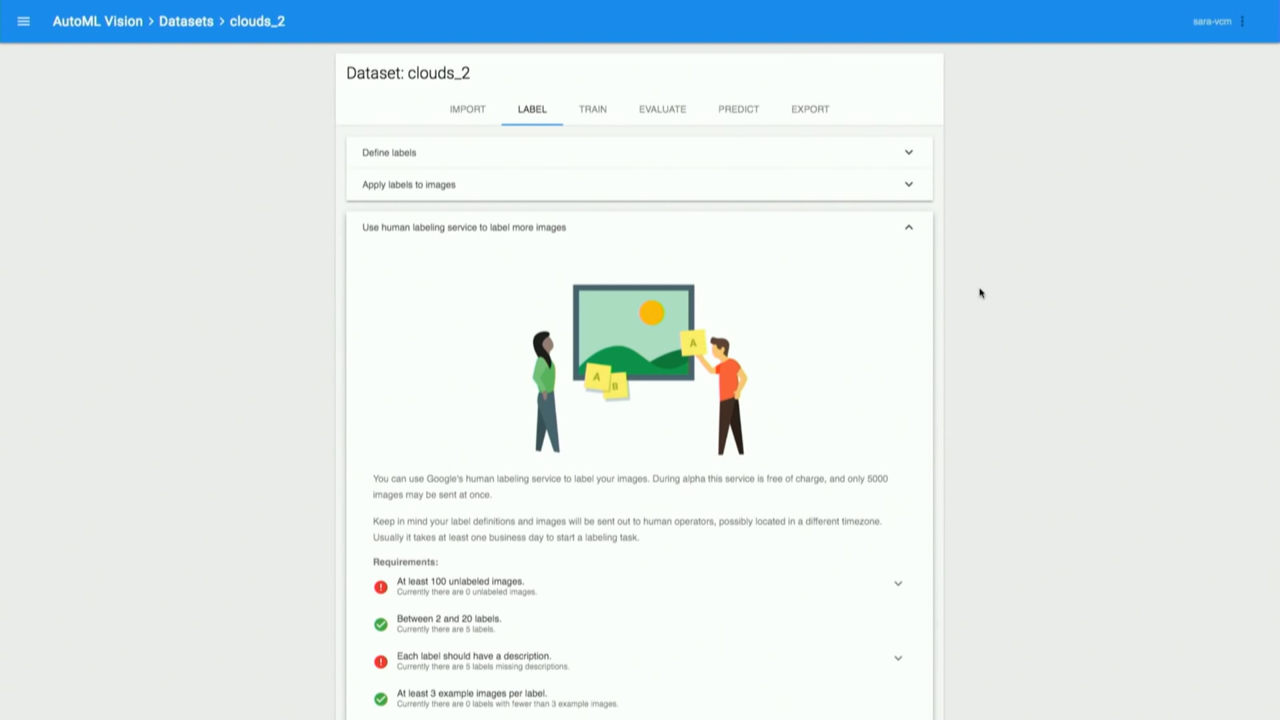 AutoML Vision > Datasets > clouds_2
sara-vcm
Dataset: clouds_2
IMPORT LABEL TRAIN EVALUATE PREDICT EXPORT
Define labels
Apply labels to images
Use human labeling service to label more images
A
A
B
You can use Google's human labeling service to label your images. During alpha this service is free of charge, and only 5000
images may be sent at once.
Keep in mind your label definitions and images will be sent out to human operators, possibly located in a different timezone.
Usually it takes at least one business day to start a labeling task.
Requirements:
At least 100 unlabeled images.
Currently there are 0 unlabeled images.
Between 2 and 20 labels.
Currently there are 5 labels.
Each label should have a description.
Currently there are 5 labels missing descriptions.
At least 3 example images per label.
Currently there are 0 labels with fewer than 3 example images.